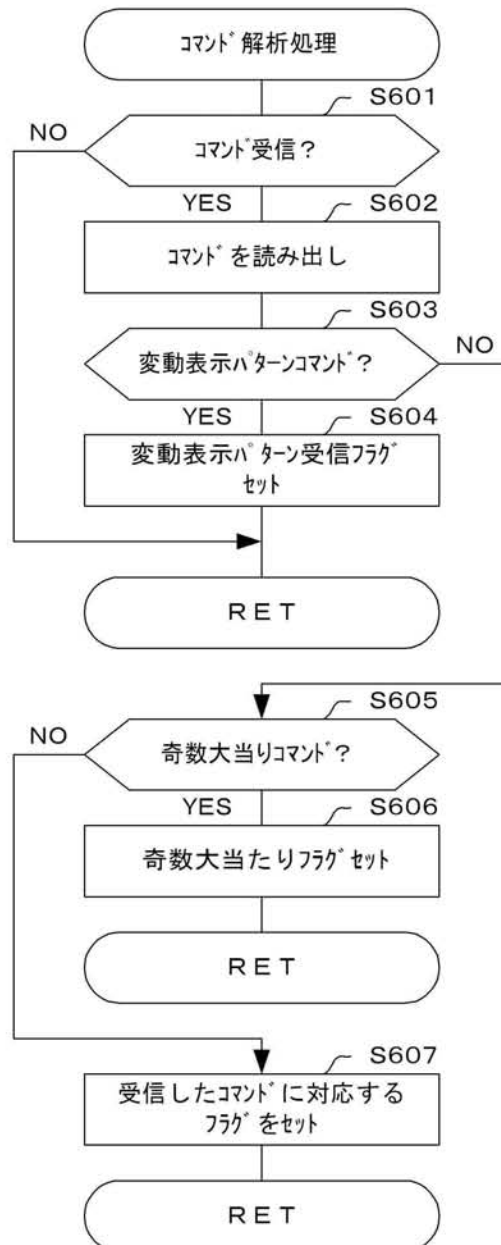 ｺﾏﾝﾄﾞ解析処理
S601
NO
ｺﾏﾝﾄﾞ受信？
YES
S602
ｺﾏﾝﾄﾞを読み出し
S603
変動表示ﾊﾟﾀｰﾝｺﾏﾝﾄﾞ？
NO
YES
S604
変動表示ﾊﾟﾀｰﾝ受信ﾌﾗｸﾞ
ｾｯﾄ
ＲＥＴ
S605
NO
奇数大当りｺﾏﾝﾄﾞ？
YES
S606
奇数大当たりﾌﾗｸﾞｾｯﾄ
ＲＥＴ
S607
受信したｺﾏﾝﾄﾞに対応する
ﾌﾗｸﾞをｾｯﾄ
ＲＥＴ